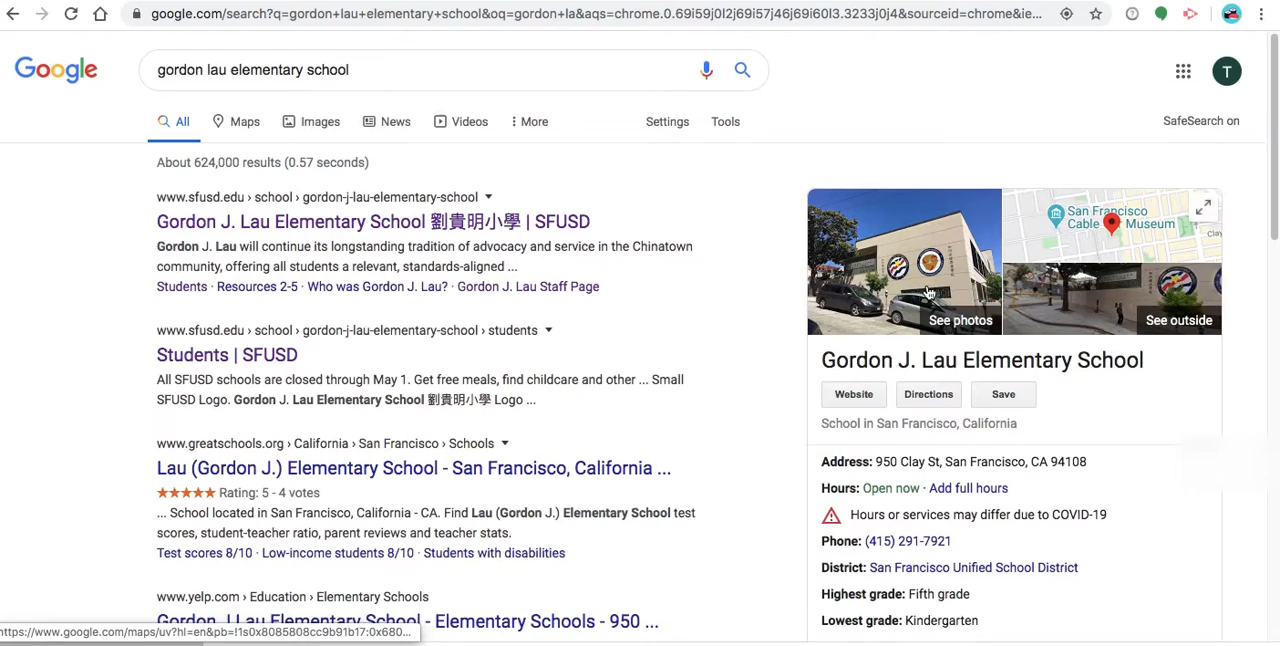 google.com/search?q=gordon+lau+elementary+school&oq=gordon+la&aqs=chrome.0.69i59j0l2j69i57j46j69i60l3.3233j0j4&sourceid=chrome&ie...
Google
gordon lau elementary school
T
All
Maps
Images
News
Videos
More
Settings
Tools
SafeSearch on
About 624,000 results (0.57 seconds)
www.sfusd.edu › school › gordon-j-lau-elementary-school
Gordon J. Lau Elementary School 劉貴明小學 | SFUSD
Gordon J. Lau will continue its longstanding tradition of advocacy and service in the Chinatown
community, offering all students a relevant, standards-aligned ...
Students · Resources 2-5 · Who was Gordon J. Lau? · Gordon J. Lau Staff Page
www.sfusd.edu › school › gordon-j-lau-elementary-school › students
Students | SFUSD
All SFUSD schools are closed through May 1. Get free meals, find childcare and other ... Small
SFUSD Logo. Gordon J. Lau Elementary School 劉貴明小學 Logo ...
www.greatschools.org › California › San Francisco › Schools
Lau (Gordon J.) Elementary School - San Francisco, California ...
Rating: 5 - 4 votes
... School located in San Francisco, California - CA. Find Lau (Gordon J.) Elementary School test
scores, student-teacher ratio, parent reviews and teacher stats.
Test scores 8/10 · Low-income students 8/10 · Students with disabilities
www.yelp.com › Education › Elementary Schools
Gordon J Lau Elementary School - Elementary Schools - 950 ...
https://www.google.com/maps/uv?hl=en&pb=!1s0x8085808cc9b91b17:0x680...
San Francisco
Cable Museum
Clay
See photos
See outside
Gordon J. Lau Elementary School
Website
Directions
Save
School in San Francisco, California
Address: 950 Clay St, San Francisco, CA 94108
Hours: Open now · Add full hours
Hours or services may differ due to COVID-19
Phone: (415) 291-7921
District: San Francisco Unified School District
Highest grade: Fifth grade
Lowest grade: Kindergarten